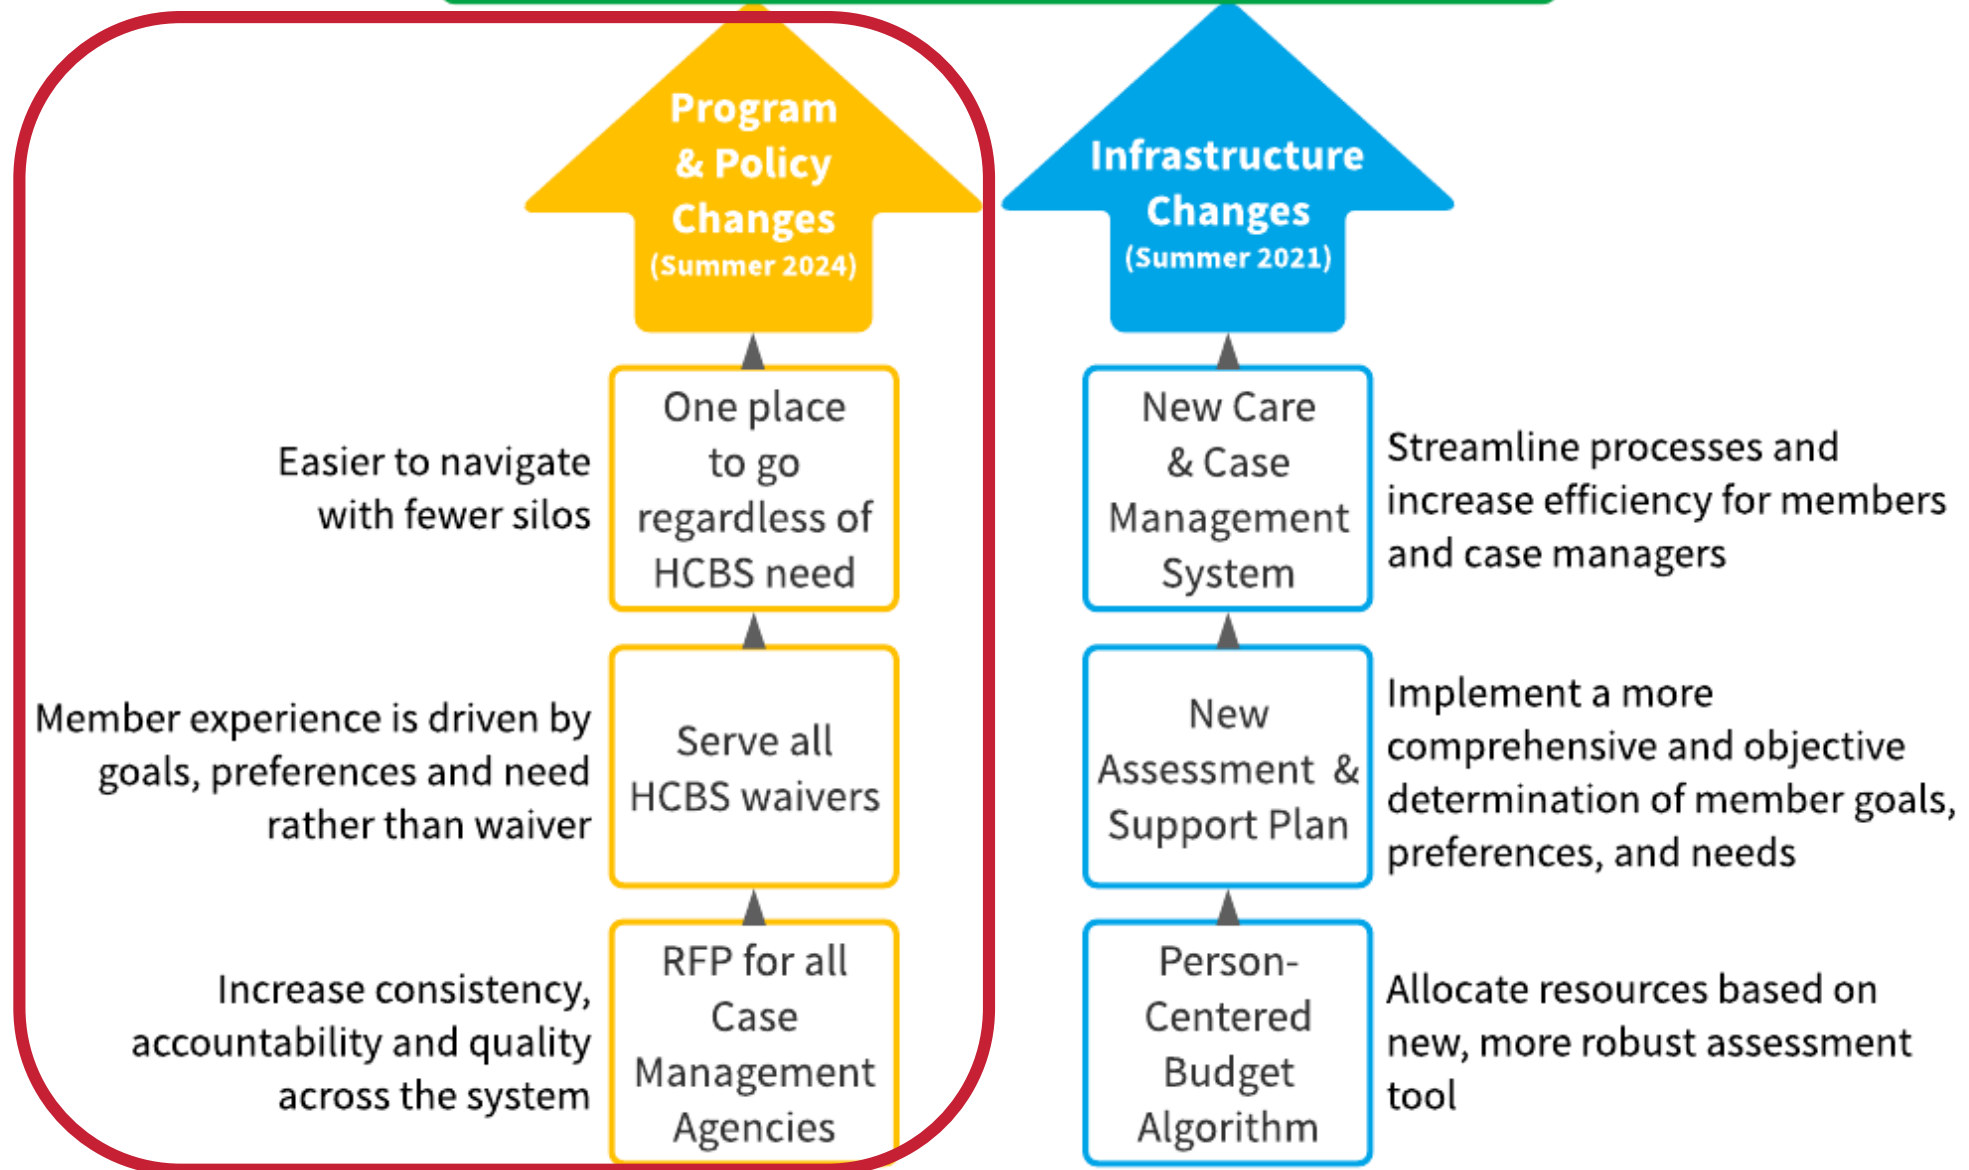 Program
& Policy
Changes
(Summer 2024)
Easier to navigate
with fewer silos
One place
to go
regardless of
HCBS need
Member experience is driven by
goals, preferences and need
rather than waiver
Serve all
HCBS waivers
Increase consistency,
accountability and quality
across the system
RFP for all
Case
Management
Agencies
Infrastructure
Changes
(Summer 2021)
New Care
& Case
Management
System
Streamline processes and
increase efficiency for members
and case managers
New
Assessment &
Support Plan
Implement a more
comprehensive and objective
determination of member goals,
preferences, and needs
Person-
Centered
Budget
Algorithm
Allocate resources based on
new, more robust assessment
tool